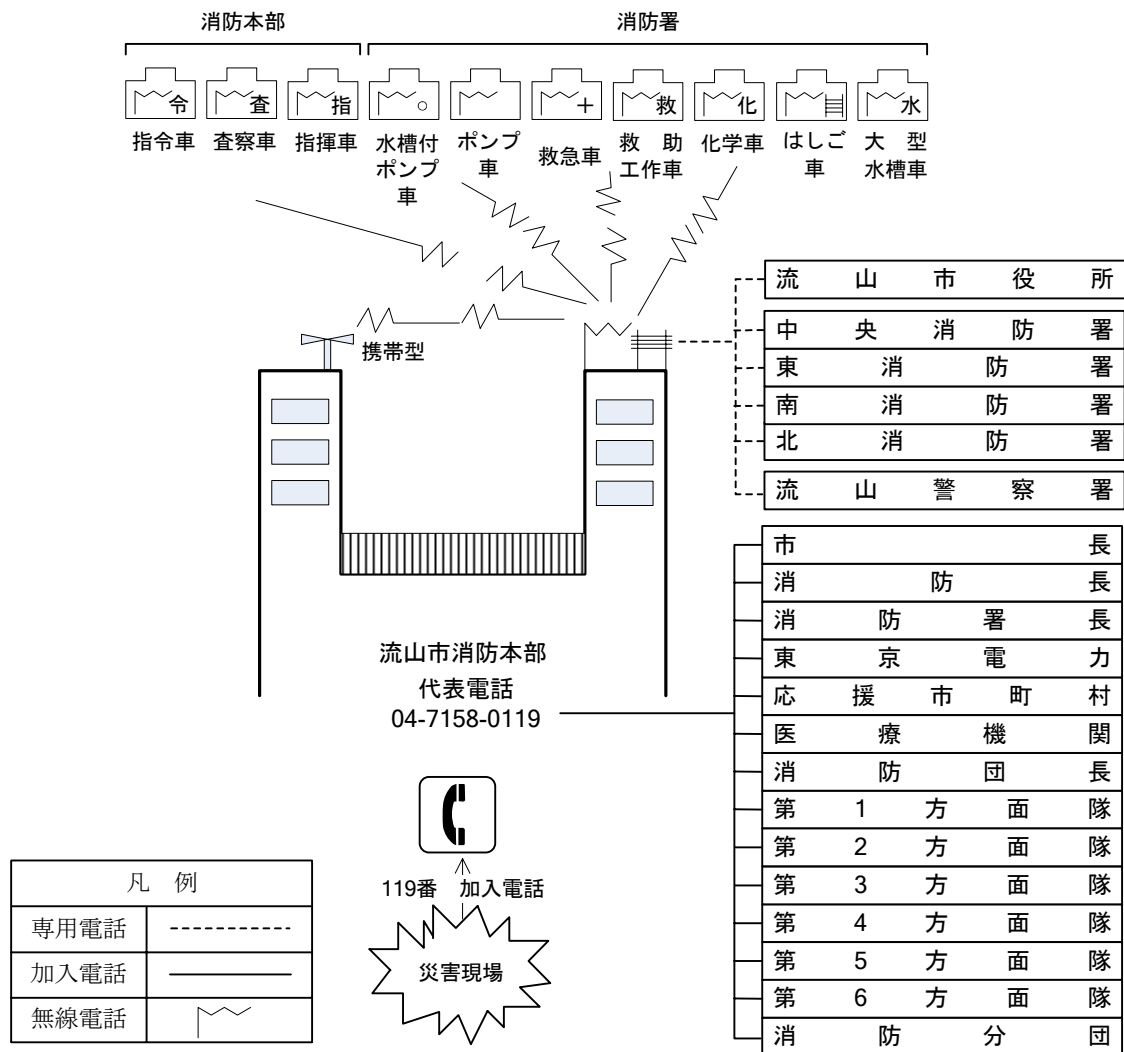 消防本部
消防署
令
査
指
救
化
水
指令車
査察車
指揮車
水槽付
ポンプ
車
ポンプ
車
救急車
救助
工作車
化学車
はしご
車
大型
水槽車
携帯型
流山市役所
中央消防署
東消防署
南消防署
北消防署
流山警察署
市長
消防長
消防署長
東京電力
応援市町村
医療機関
消防団長
第1方面隊
第2方面隊
第3方面隊
第4方面隊
第5方面隊
第6方面隊
消防分団
流山市消防本部
代表電話
04-7158-0119
119番 加入電話
災害現場
凡例
専用電話
加入電話
無線電話